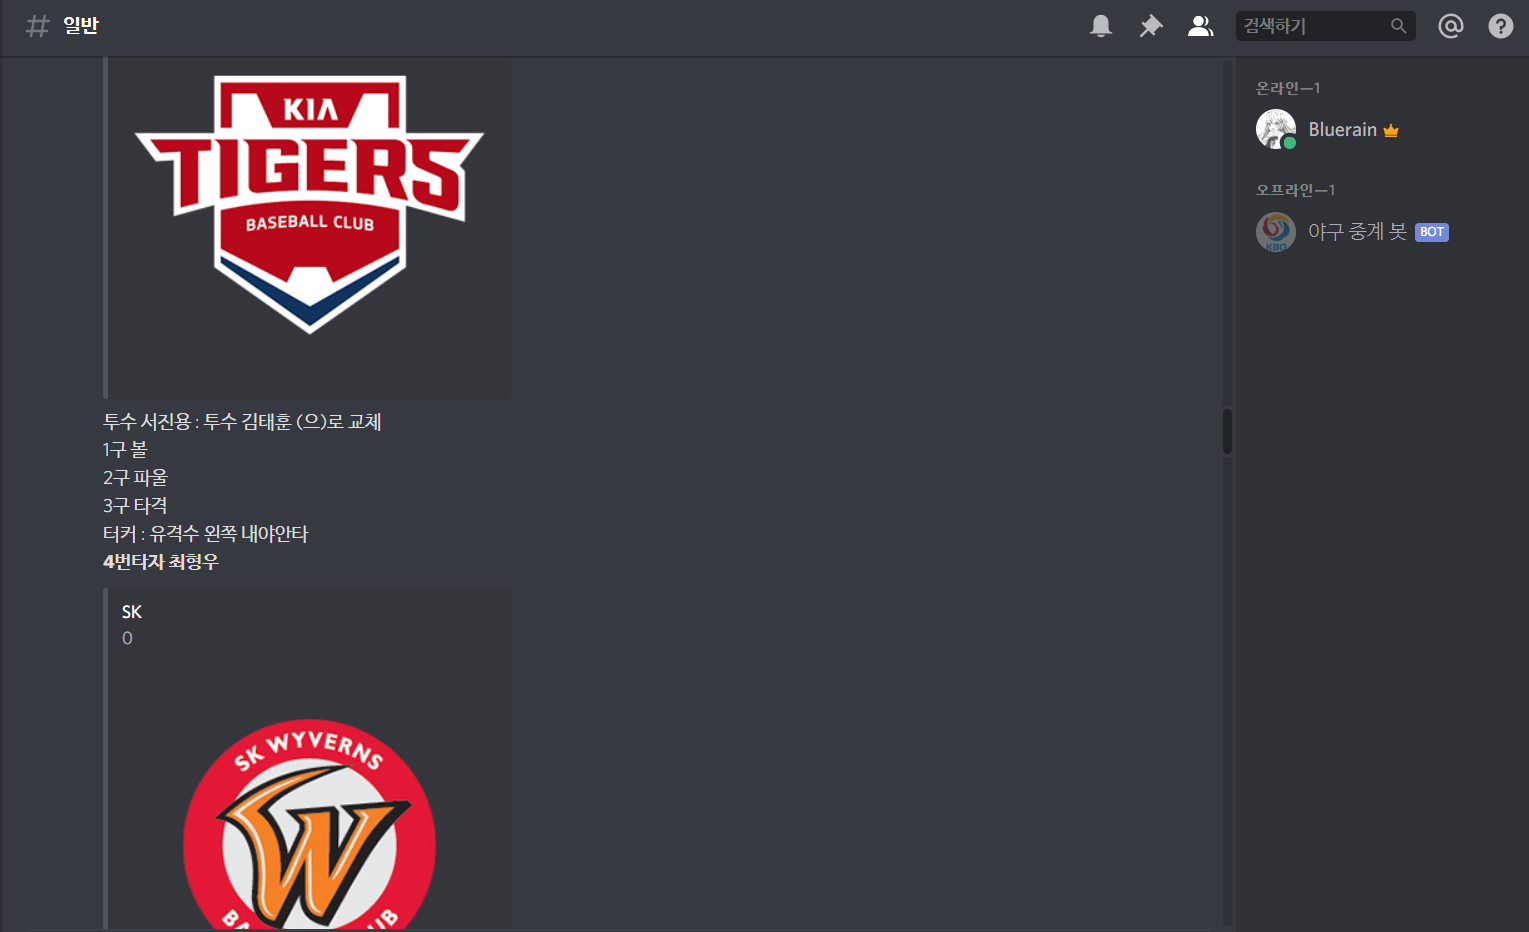 일반
검색하기
KIA
TIGERS
BASEBALL CLUB
투수 서진용 : 투수 김태훈 (으)로 교체
1구 볼
2구 파울
3구 타격
터커 : 유격수 왼쪽 내야안타
4번타자 최형우
SK
0
SK WYVERNS
W
온라인—1
Bluerain
오프라인—1
KBO
야구 중계 봇 BOT